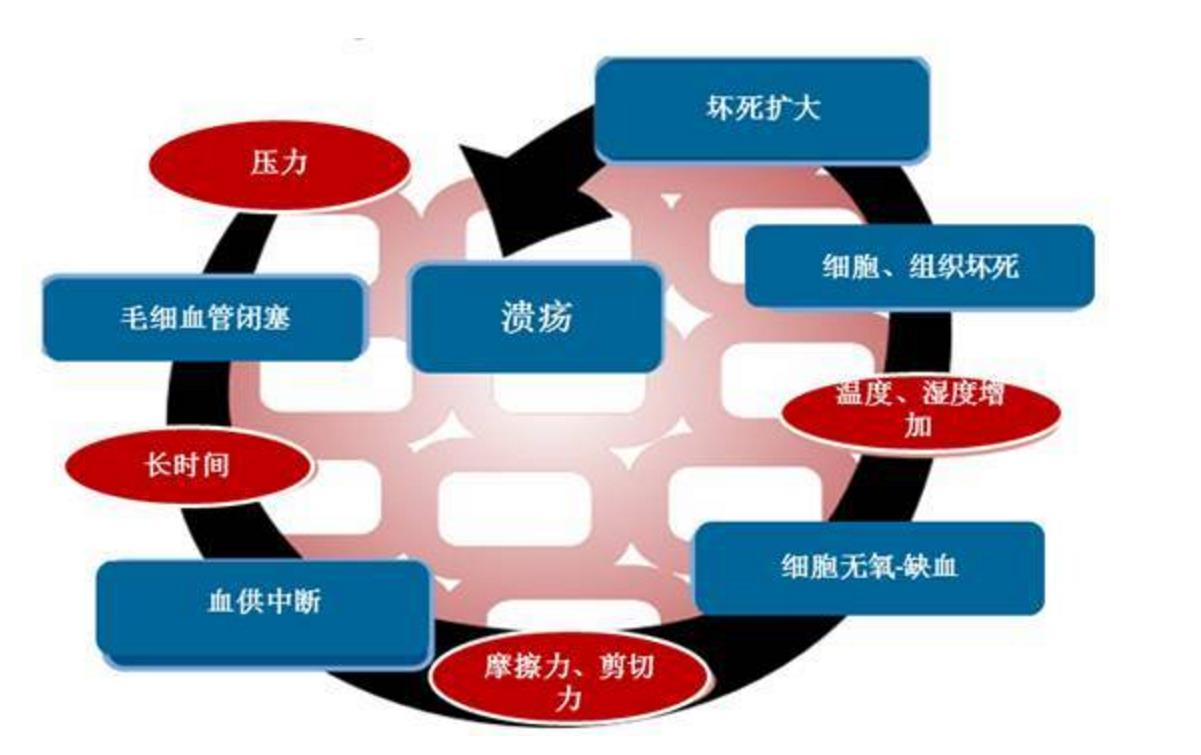 坏死扩大
压力
细胞、组织坏死
毛细血管闭塞
溃疡
温度、湿度增
加
长时间
细胞无氧-缺血
血供中断
摩擦力、剪切
力